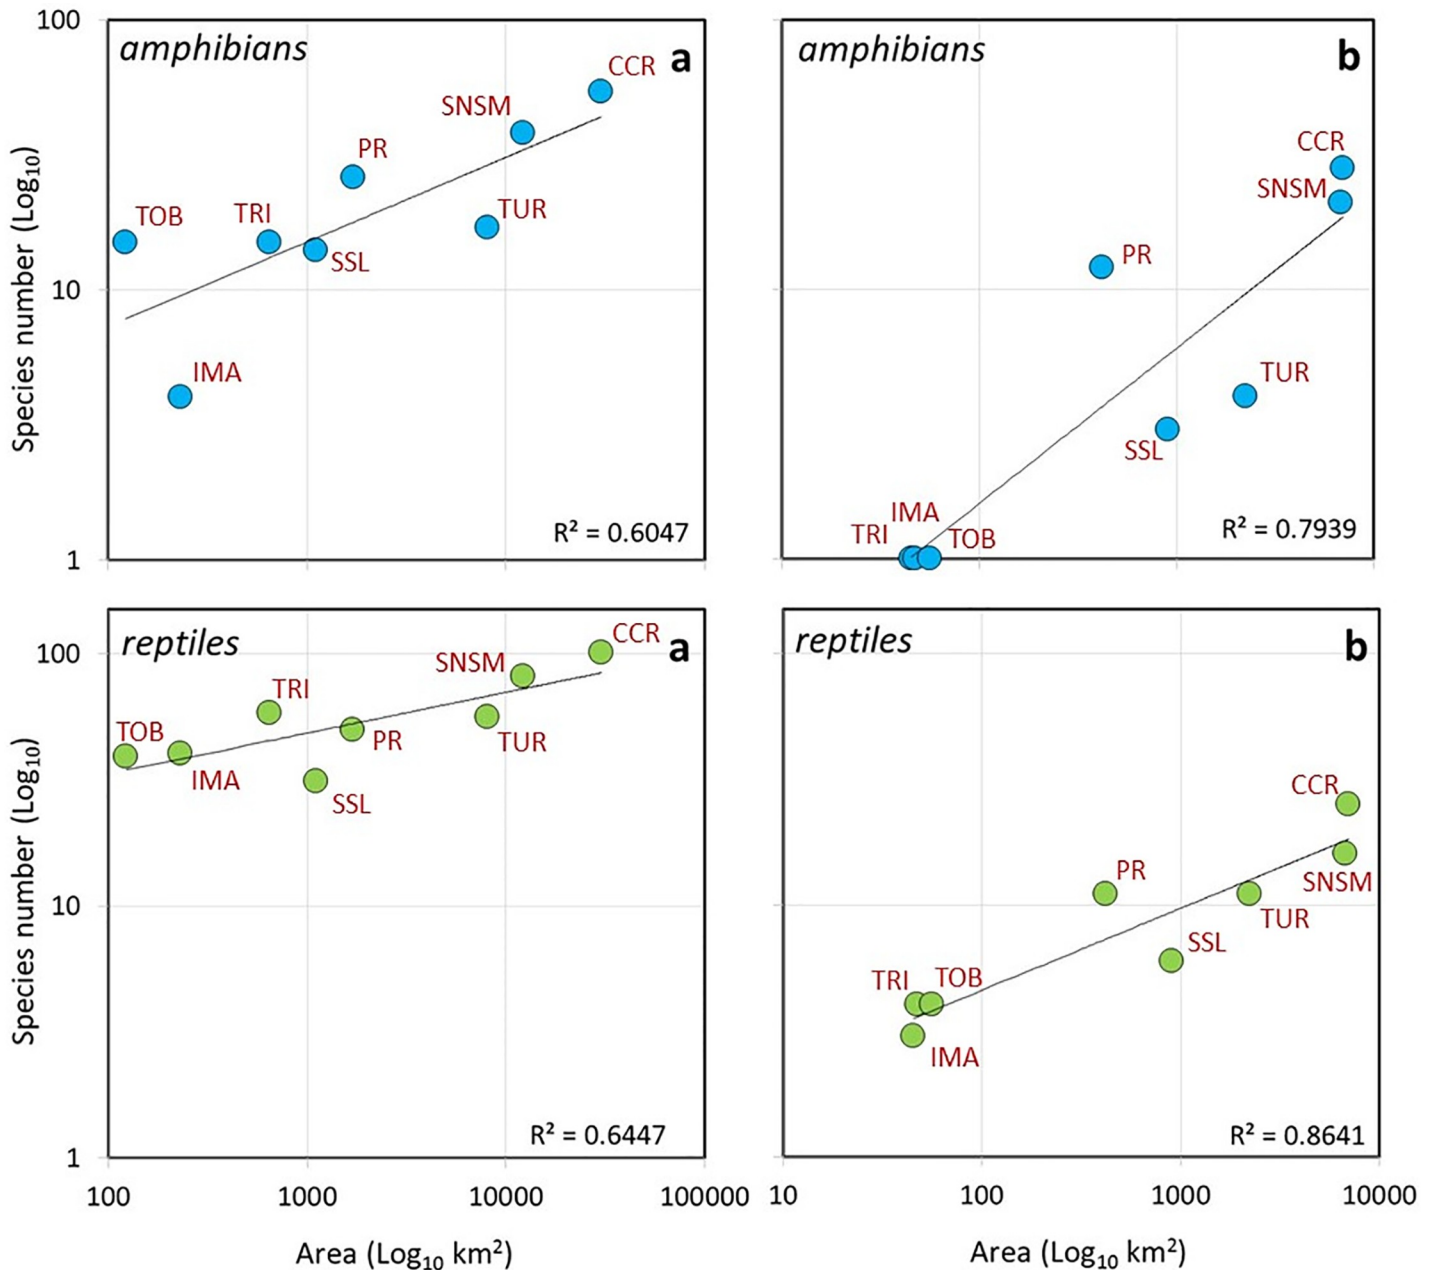 100
amphibians
a
CCR
SNSM
PR
TOB
TRI
TUR
SSL
10
IMA
R² = 0.6047
1
Species number (Log₁₀)
amphibians
b
CCR
SNSM
PR
TUR
SSL
IMA
TRI
TOB
R² = 0.7939
reptiles
a
CCR
100
SNSM
TRI
TOB
PR
TUR
IMA
SSL
10
R² = 0.6447
1
Species number (Log₁₀)
100
1000
10000
100000
Area (Log₁₀ km²)
reptiles
b
CCR
PR
SNSM
TUR
SSL
TRI
TOB
IMA
R² = 0.8641
10
100
1000
10000
Area (Log₁₀ km²)